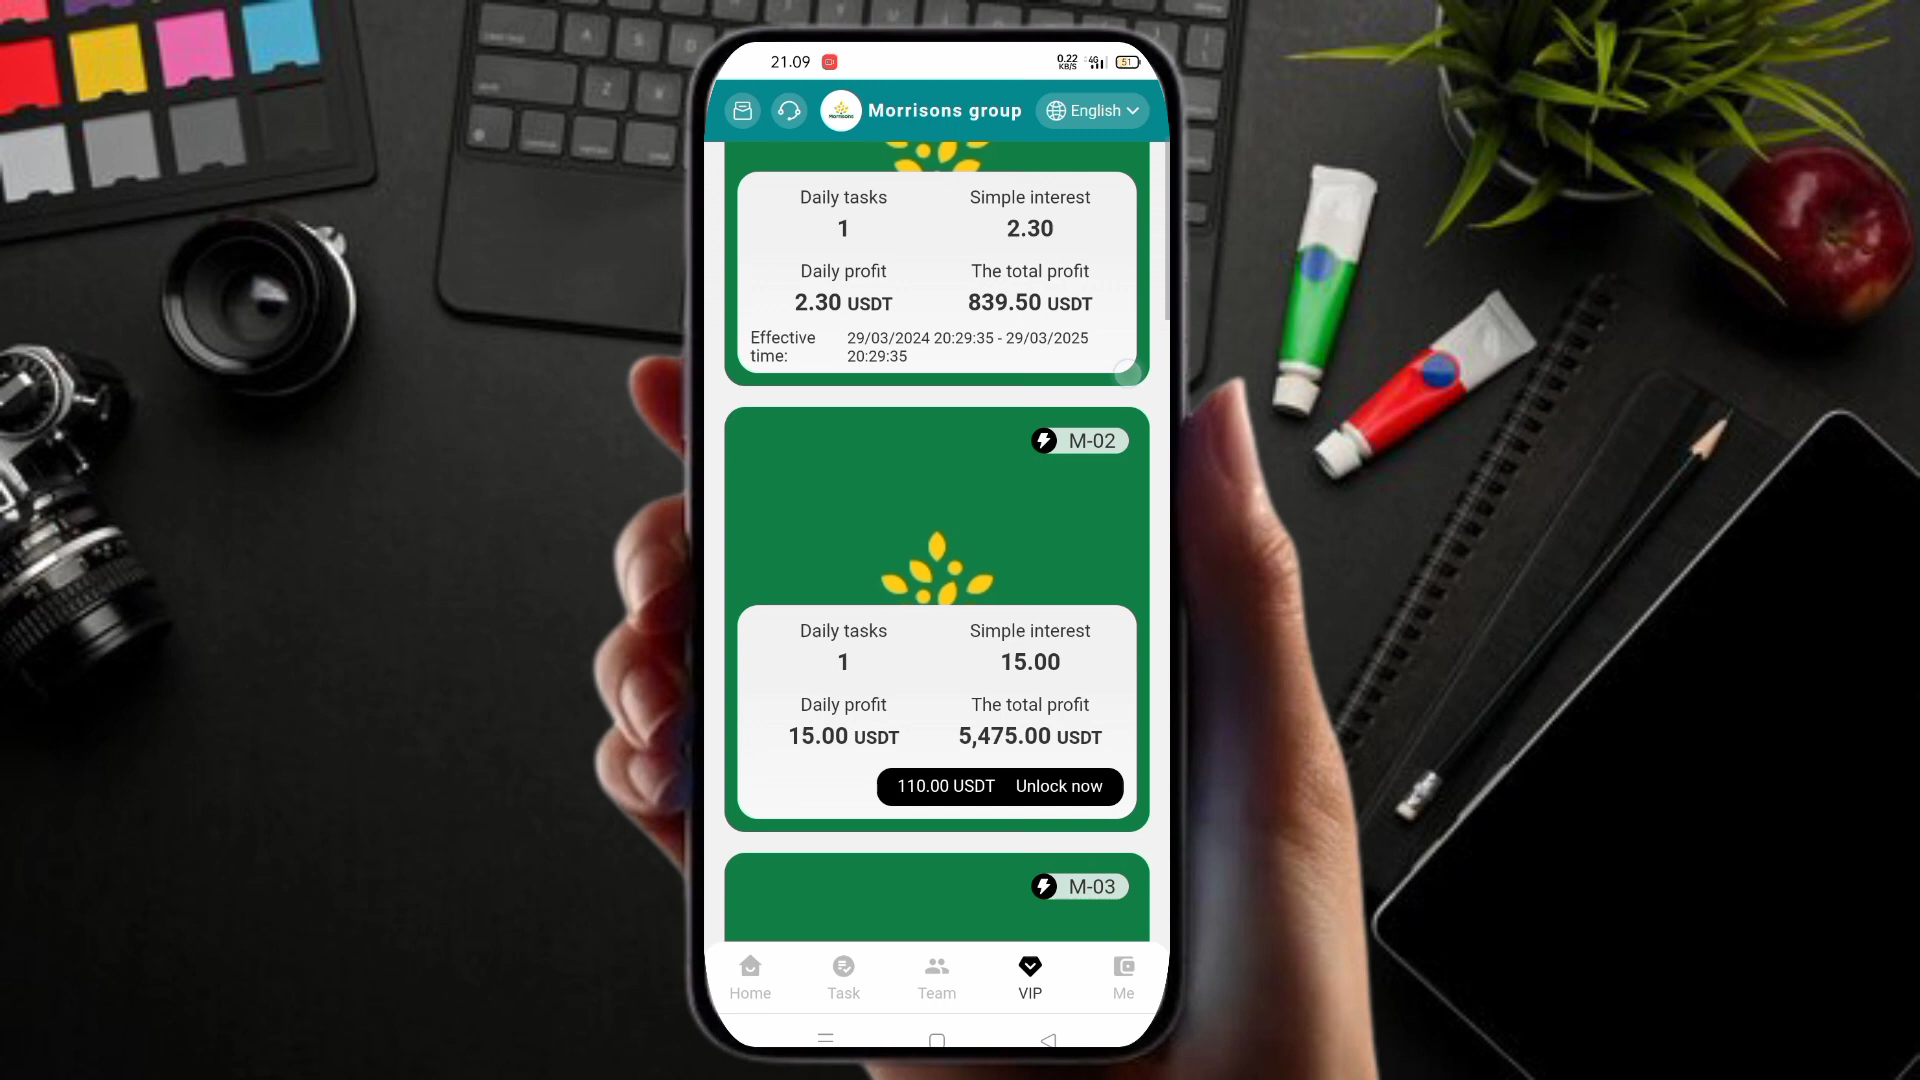 21.09
0.22
KB/S
4G
51
Morrisons
Morrisons group
English
Daily tasks
Simple interest
1
2.30
Daily profit
The total profit
2.30 USDT
839.50 USDT
Effective
time:
29/03/2024 20:29:35 - 29/03/2025
20:29:35
M-02
Daily tasks
Simple interest
1
15.00
Daily profit
The total profit
15.00 USDT
5,475.00 USDT
110.00 USDT
Unlock now
M-03
Home
Task
Team
VIP
Me